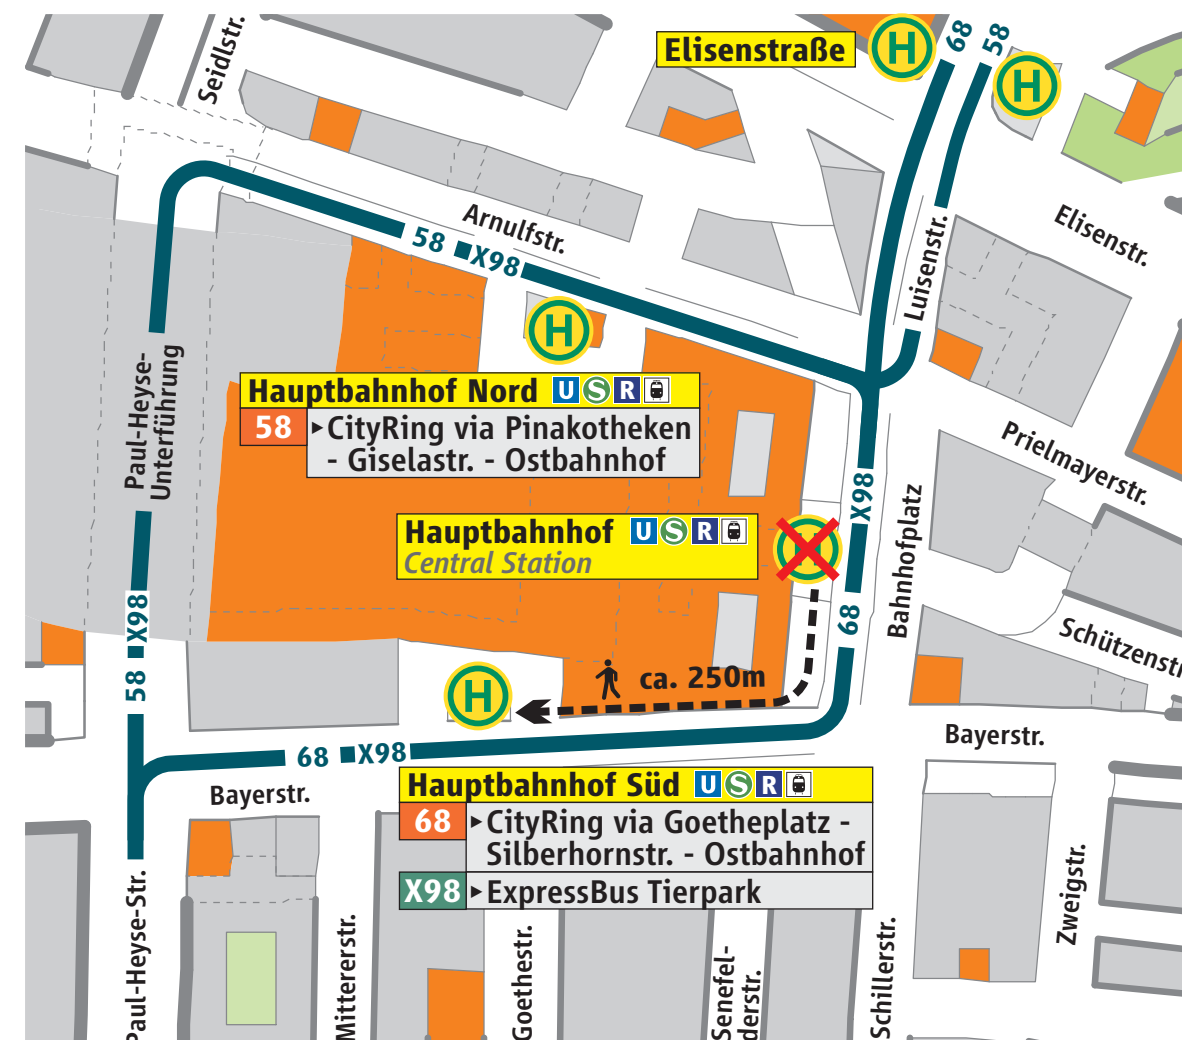 Seidlstr.
Elisenstraße
H
68
58
H
Arnulfstr.
58 X98
Luisenstr.
Elisenstr.
H
Paul-Heyse-
Unterführung
Hauptbahnhof Nord U S R
58 CityRing via Pinakotheken
- Giselastr. - Ostbahnhof
Prielmayerstr.
X98
Bahnhofplatz
Hauptbahnhof U S R
Central Station
H
68
58 X98
Schützenstr
ca. 250m
H
Bayerstr.
68 X98
Bayerstr.
Hauptbahnhof Süd U S R
68 CityRing via Goetheplatz -
Silberhornstr. - Ostbahnhof
X98 ExpressBus Tierpark
Paul-Heyse-Str.
Mittererstr.
Goethestr.
Senefel-
derstr.
Schillerstr.
Zweigstr.